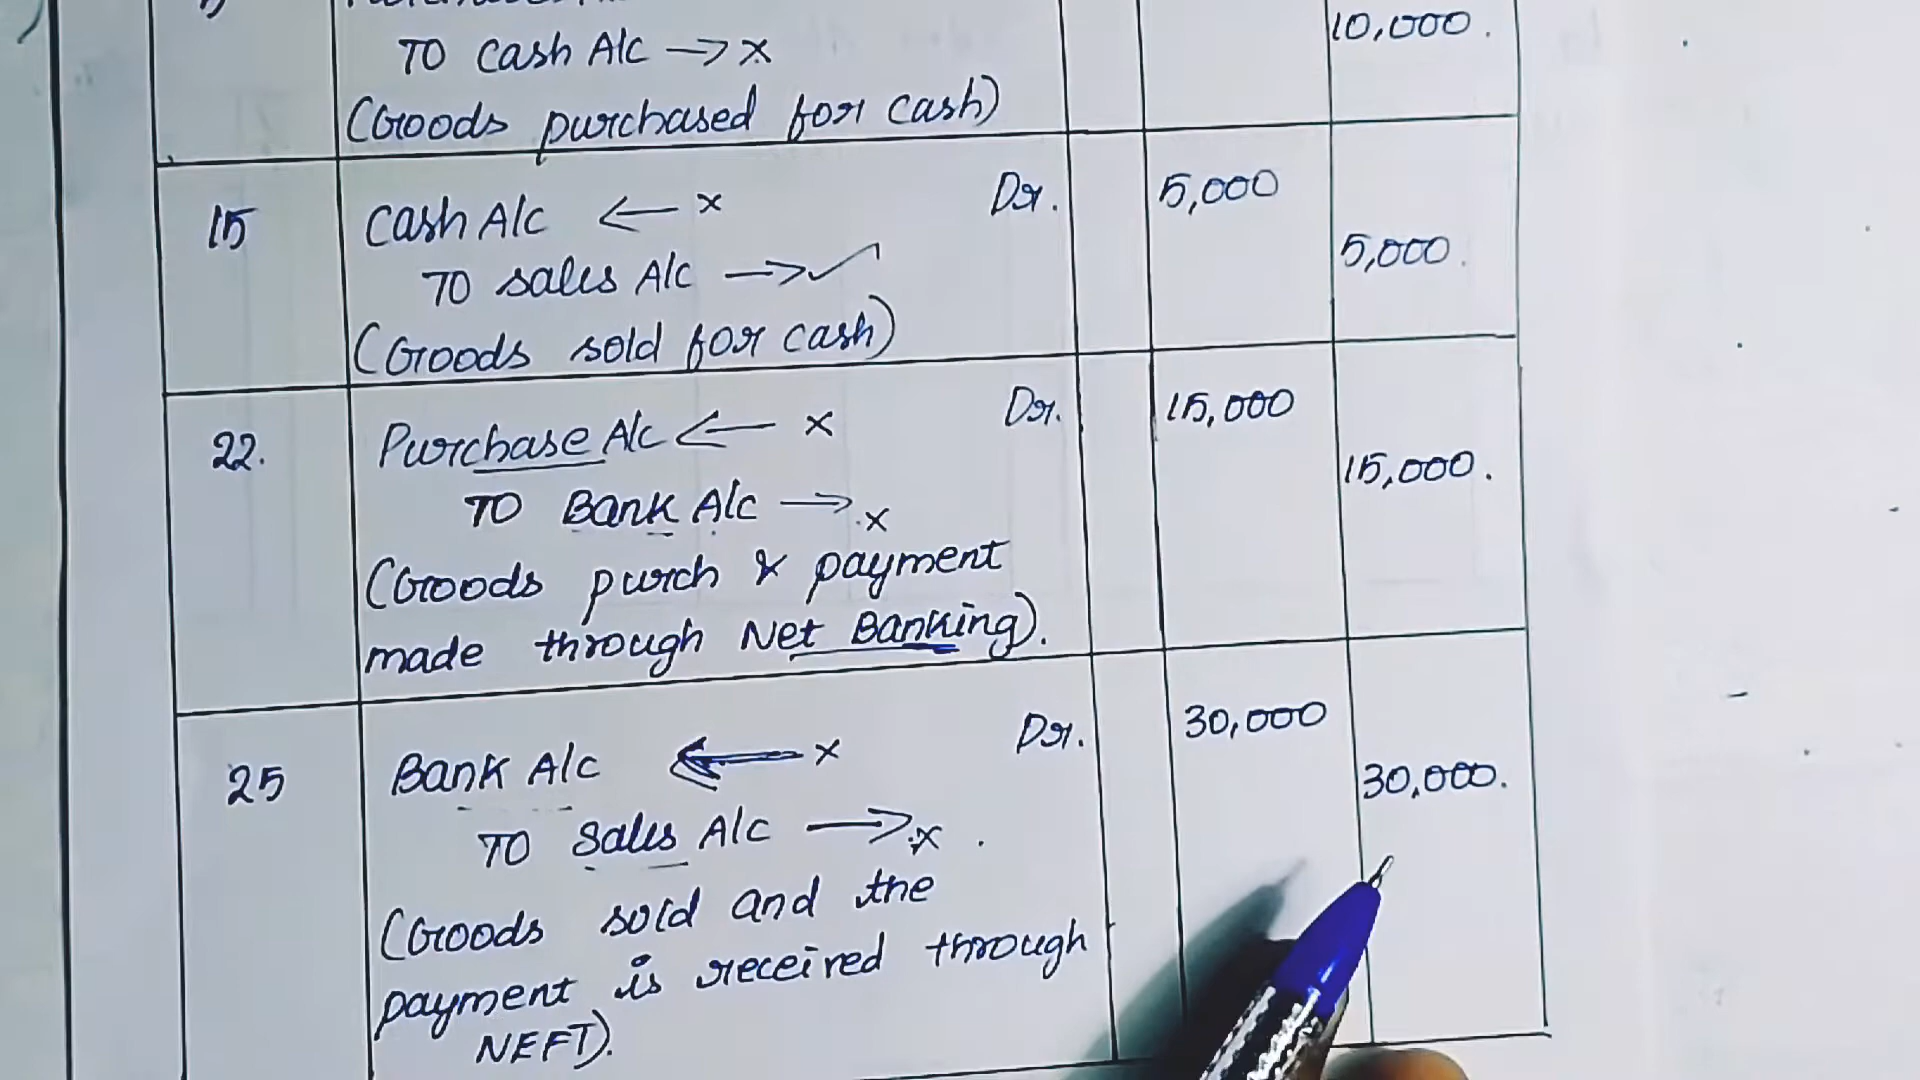 10,000.
TO cash A/c → x
(Goods purchased for cash)
15 cash A/c ← x Dr. 5,000
TO sales A/c → ✓ 5,000.
(Goods sold for cash)
22. Purchase A/c ← x Dr. 15,000
TO Bank A/c → x 15,000.
(Goods purch & payment
made through Net Banking).
25 Bank A/c ← x Dr. 30,000
TO sales A/c → x . 30,000.
(Goods sold and the
payment is received through
NEFT).